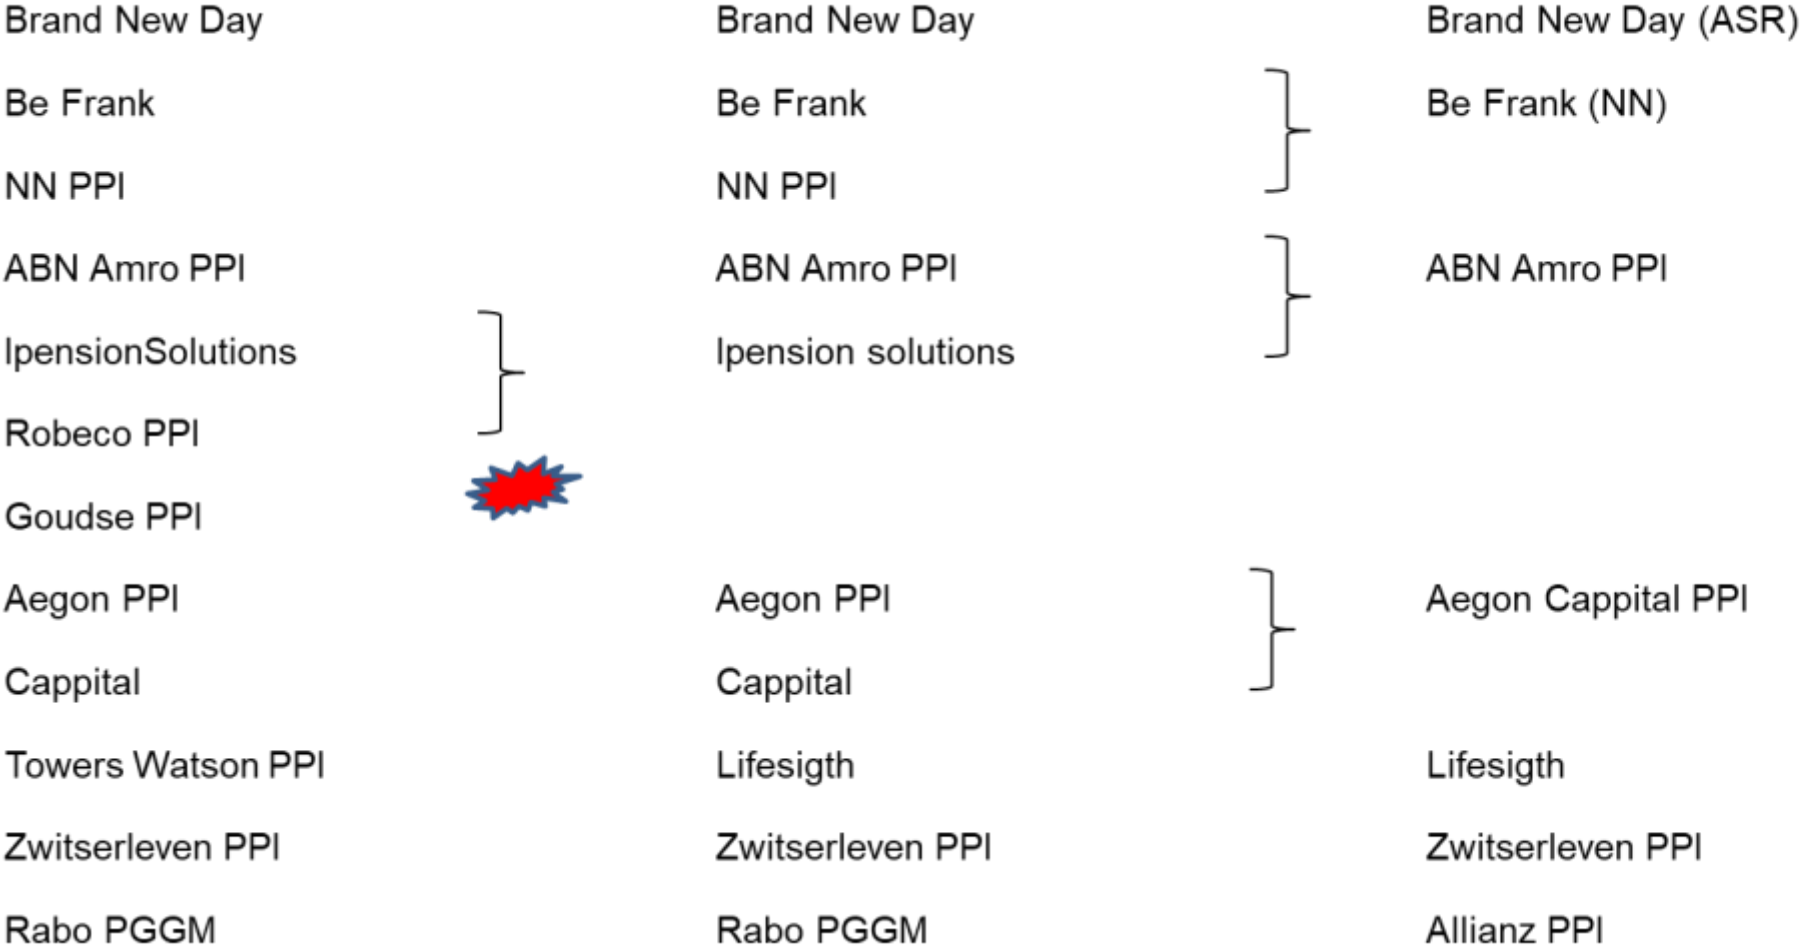 Brand New Day Brand New Day Brand New Day (ASR)
Be Frank Be Frank Be Frank (NN)
NN PPI NN PPI
ABN Amro PPI ABN Amro PPI ABN Amro PPI
IpensionSolutions Ipension solutions
Robeco PPI
Goudse PPI
Aegon PPI Aegon PPI Aegon Cappital PPI
Cappital Cappital
Towers Watson PPI Lifesigth Lifesigth
Zwitserleven PPI Zwitserleven PPI Zwitserleven PPI
Rabo PGGM Rabo PGGM Allianz PPI